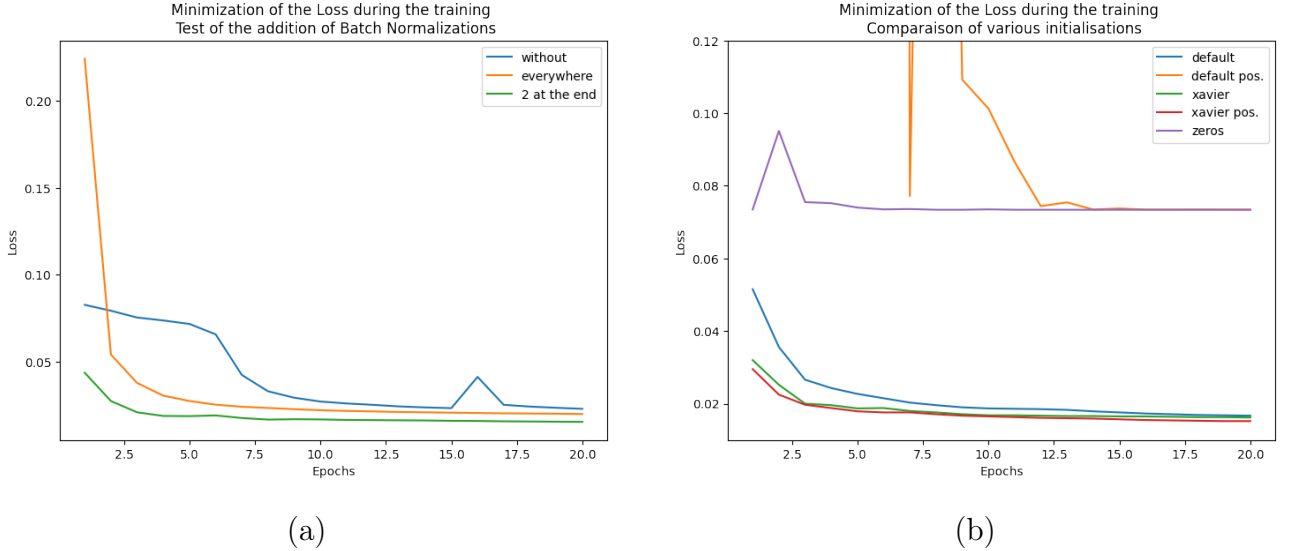 Minimization of the Loss during the training
Test of the addition of Batch Normalizations
without
everywhere
2 at the end
0.20
0.15
0.10
0.05
Loss
2.5 5.0 7.5 10.0 12.5 15.0 17.5 20.0
Epochs
(a)
Minimization of the Loss during the training
Comparaison of various initialisations
default
default pos.
xavier
xavier pos.
zeros
0.12
0.10
0.08
0.06
0.04
0.02
Loss
2.5 5.0 7.5 10.0 12.5 15.0 17.5 20.0
Epochs
(b)